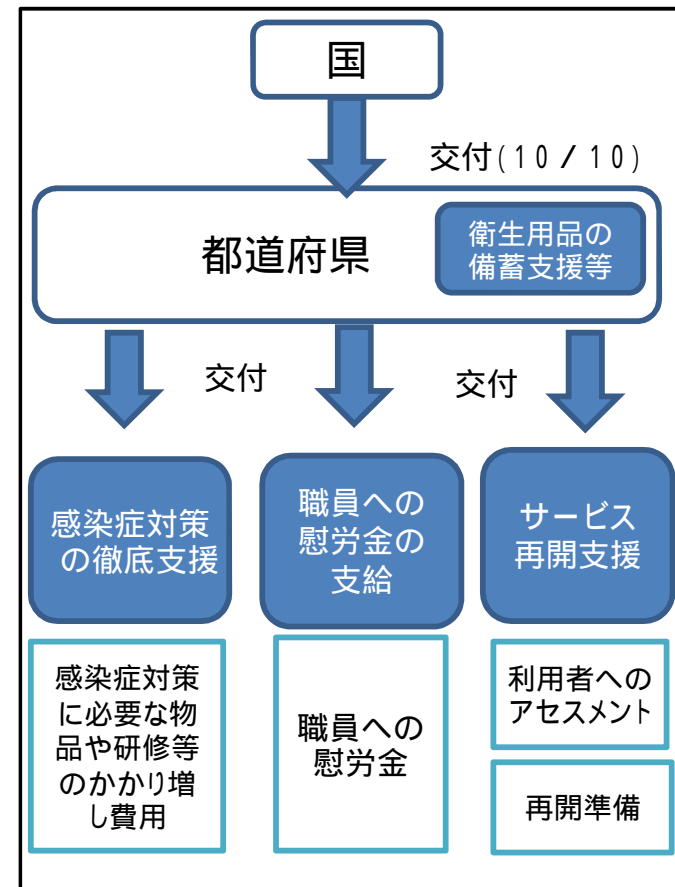 国
交付(10/10)
都道府県
衛生用品の
備蓄支援等
交付
交付
感染症対策
の徹底支援
職員への
慰労金の
支給
サービス
再開支援
感染症対策
に必要な物
品や研修等
のかかり増
し費用
職員への
慰労金
利用者への
アセスメント
再開準備